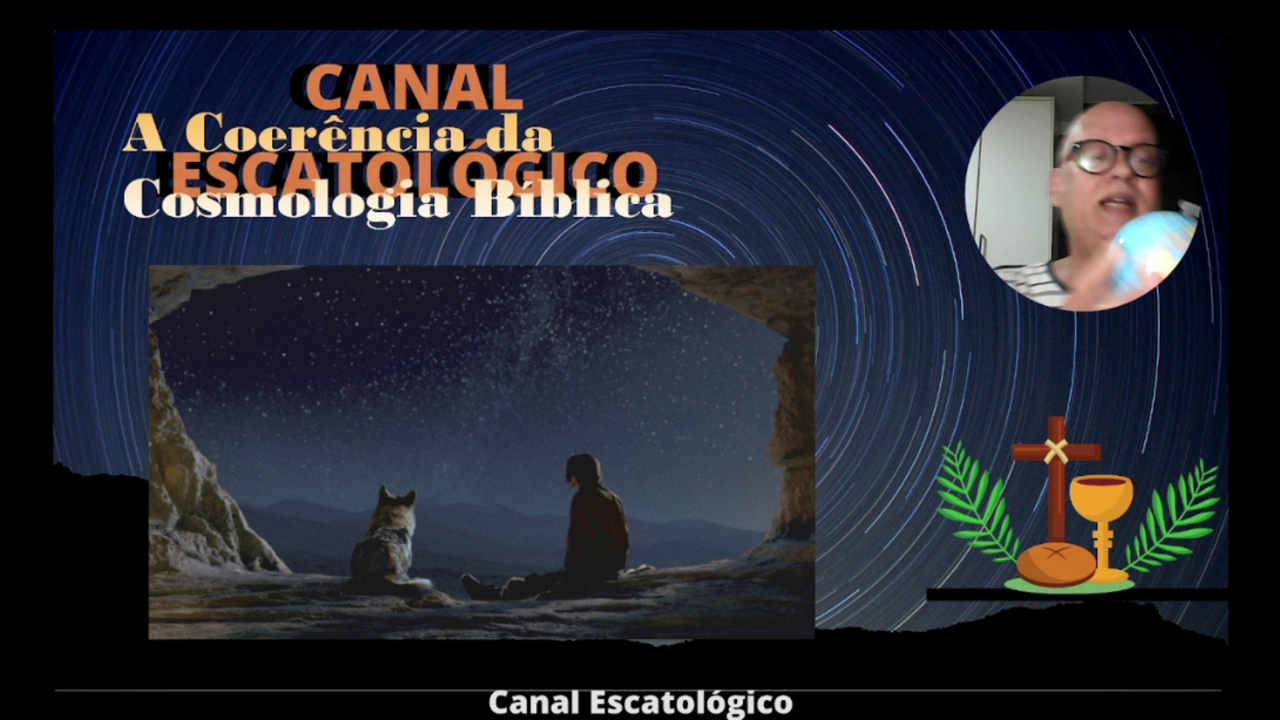 CANAL
A Coerência da
ESCATOLÓGICO
Cosmologia Bíblica
Canal Escatológico